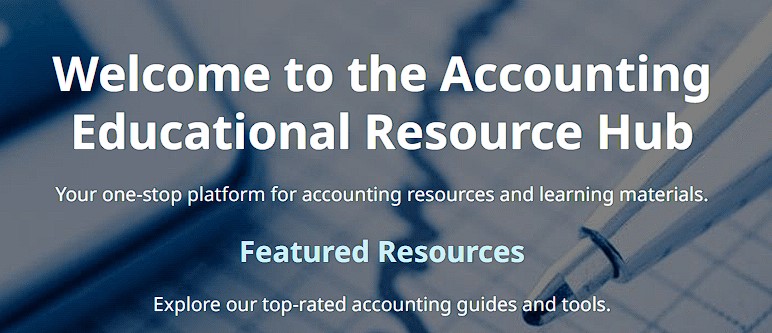 Welcome to the Accounting
Educational Resource Hub
Your one-stop platform for accounting resources and learning materials.
Featured Resources
Explore our top-rated accounting guides and tools.